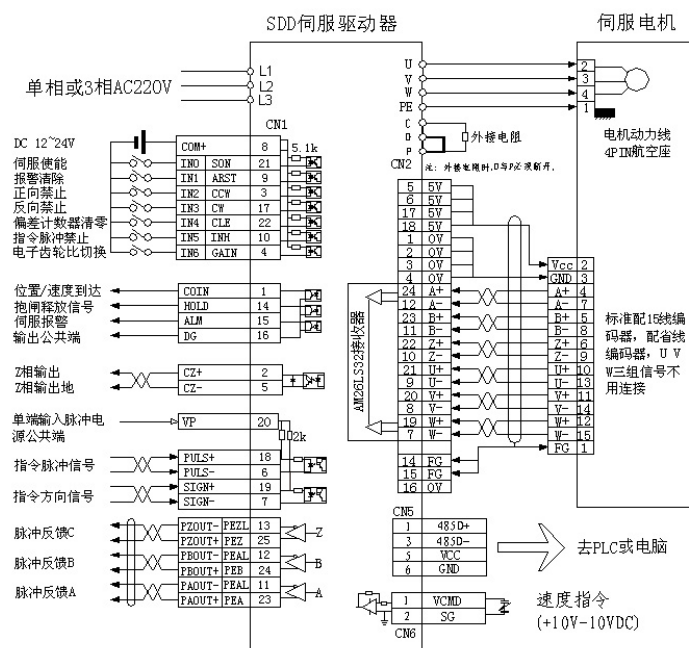 SDD伺服驱动器
伺服电机
单相或3相AC220V
L1
L2
L3
U
V
W
PE
2
3
4
1
电机动力线
4PIN航空座
C
D
P
外接电阻
注: 外接电阻时,D与P必须断开。
CN1
DC 12~24V
COM+ 8
5.1k
伺服使能 IN0 SON 21
报警清除 IN1 ARST 9
正向禁止 IN2 CCW 3
反向禁止 IN3 CW 17
偏差计数器清零 IN4 CLE 22
指令脉冲禁止 IN5 INH 10
电子齿轮比切换 IN6 GAIN 4
位置/速度到达 COIN 1
抱闸释放信号 HOLD 14
伺服报警 ALM 15
输出公共端 DG 16
Z相输出 CZ+ 2
Z相输出地 CZ- 5
单端输入脉冲电
源公共端
VP 20
2k
指令脉冲信号
PULS+ 18
PULS- 6
指令方向信号
SIGN+ 19
SIGN- 7
脉冲反馈C
PZOUT- PEZL 13
PZOUT+ PEZ 25
Z
脉冲反馈B
PBOUT- PEAL 12
PBOUT+ PEB 24
B
脉冲反馈A
PAOUT- PEAL 11
PAOUT+ PEA 23
A
CN2
5 5V
6 5V
17 5V
18 5V
1 0V
2 0V
3 0V
4 0V
24 A+
12 A-
23 B+
11 B-
22 Z+
10 Z-
21 U+
9 U-
20 V+
8 V-
19 W+
7 W-
14 FG
15 FG
16 0V
AM26LS32接收器
Vcc 2
GND 3
A+ 4
A- 7
B+ 5
B- 8
Z+ 6
Z- 9
U+ 10
U- 13
V+ 11
V- 14
W+ 12
W- 15
FG 1
标准配15线编
码器，配省线
编码器，U V
W三组信号不
用连接
CN5
1 485D+
3 485D-
5 VCC
6 GND
去PLC或电脑
1 VCMD
2 SG
CN6
速度指令
(+10V-10VDC)